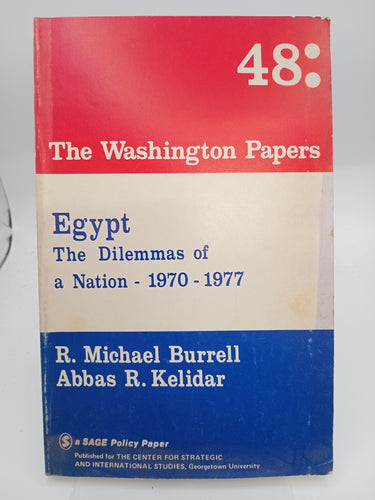 48:
The Washington Papers
Egypt
The Dilemmas of
a Nation - 1970 - 1977
R. Michael Burrell
Abbas R. Kelidar
S a SAGE Policy Paper
Published for THE CENTER FOR STRATEGIC
AND INTERNATIONAL STUDIES, Georgetown University